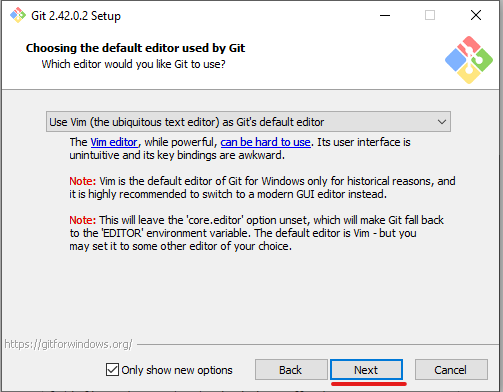 Git 2.42.0.2 Setup
Choosing the default editor used by Git
Which editor would you like Git to use?
Use Vim (the ubiquitous text editor) as Git's default editor
The Vim editor, while powerful, can be hard to use. Its user interface is
unintuitive and its key bindings are awkward.
Note: Vim is the default editor of Git for Windows only for historical reasons, and
it is highly recommended to switch to a modern GUI editor instead.
Note: This will leave the 'core.editor' option unset, which will make Git fall back
to the 'EDITOR' environment variable. The default editor is Vim - but you
may set it to some other editor of your choice.
https://gitforwindows.org/
Only show new options
Back
Next
Cancel